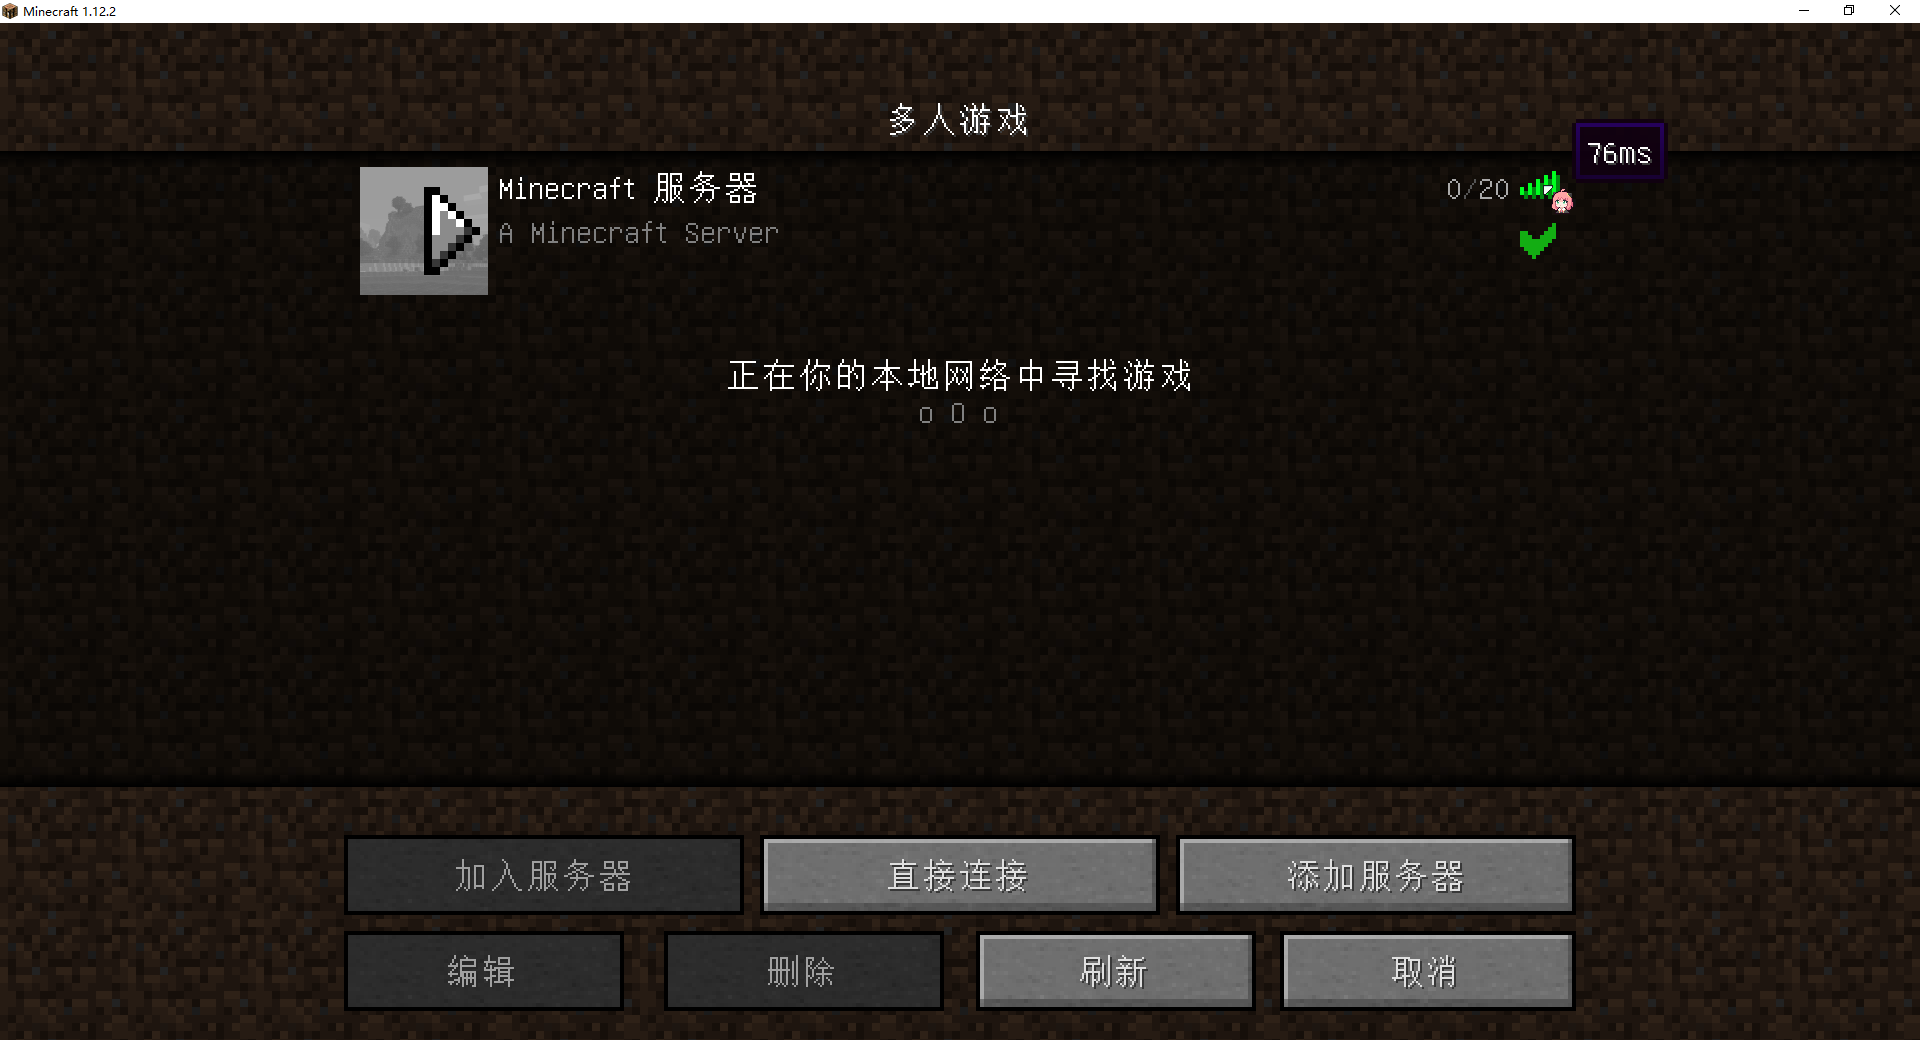 Minecraft 1.12.2
多人游戏
76ms
Minecraft 服务器
0/20
A Minecraft Server
正在你的本地网络中寻找游戏
o O o
加入服务器
直接连接
添加服务器
编辑
删除
刷新
取消